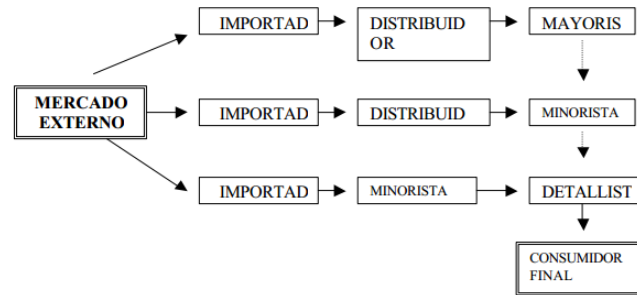 IMPORTAD
DISTRIBUID
OR
MAYORIS
MERCADO
EXTERNO
IMPORTAD
DISTRIBUID
MINORISTA
IMPORTAD
MINORISTA
DETALLIST
CONSUMIDOR
FINAL